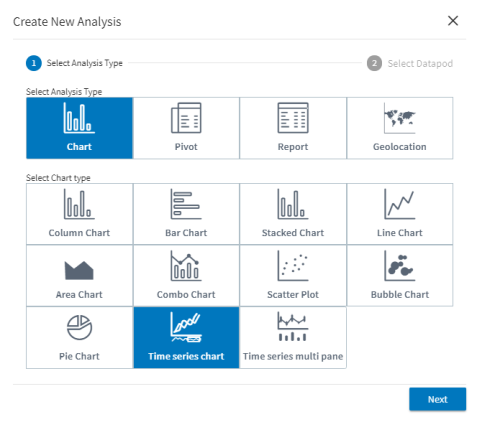 Create New Analysis
1 Select Analysis Type 2 Select Datapod
Select Analysis Type
Chart Pivot Report Geolocation
Select Chart type
Column Chart Bar Chart Stacked Chart Line Chart
Area Chart Combo Chart Scatter Plot Bubble Chart
Pie Chart Time series chart Time series multi pane
Next